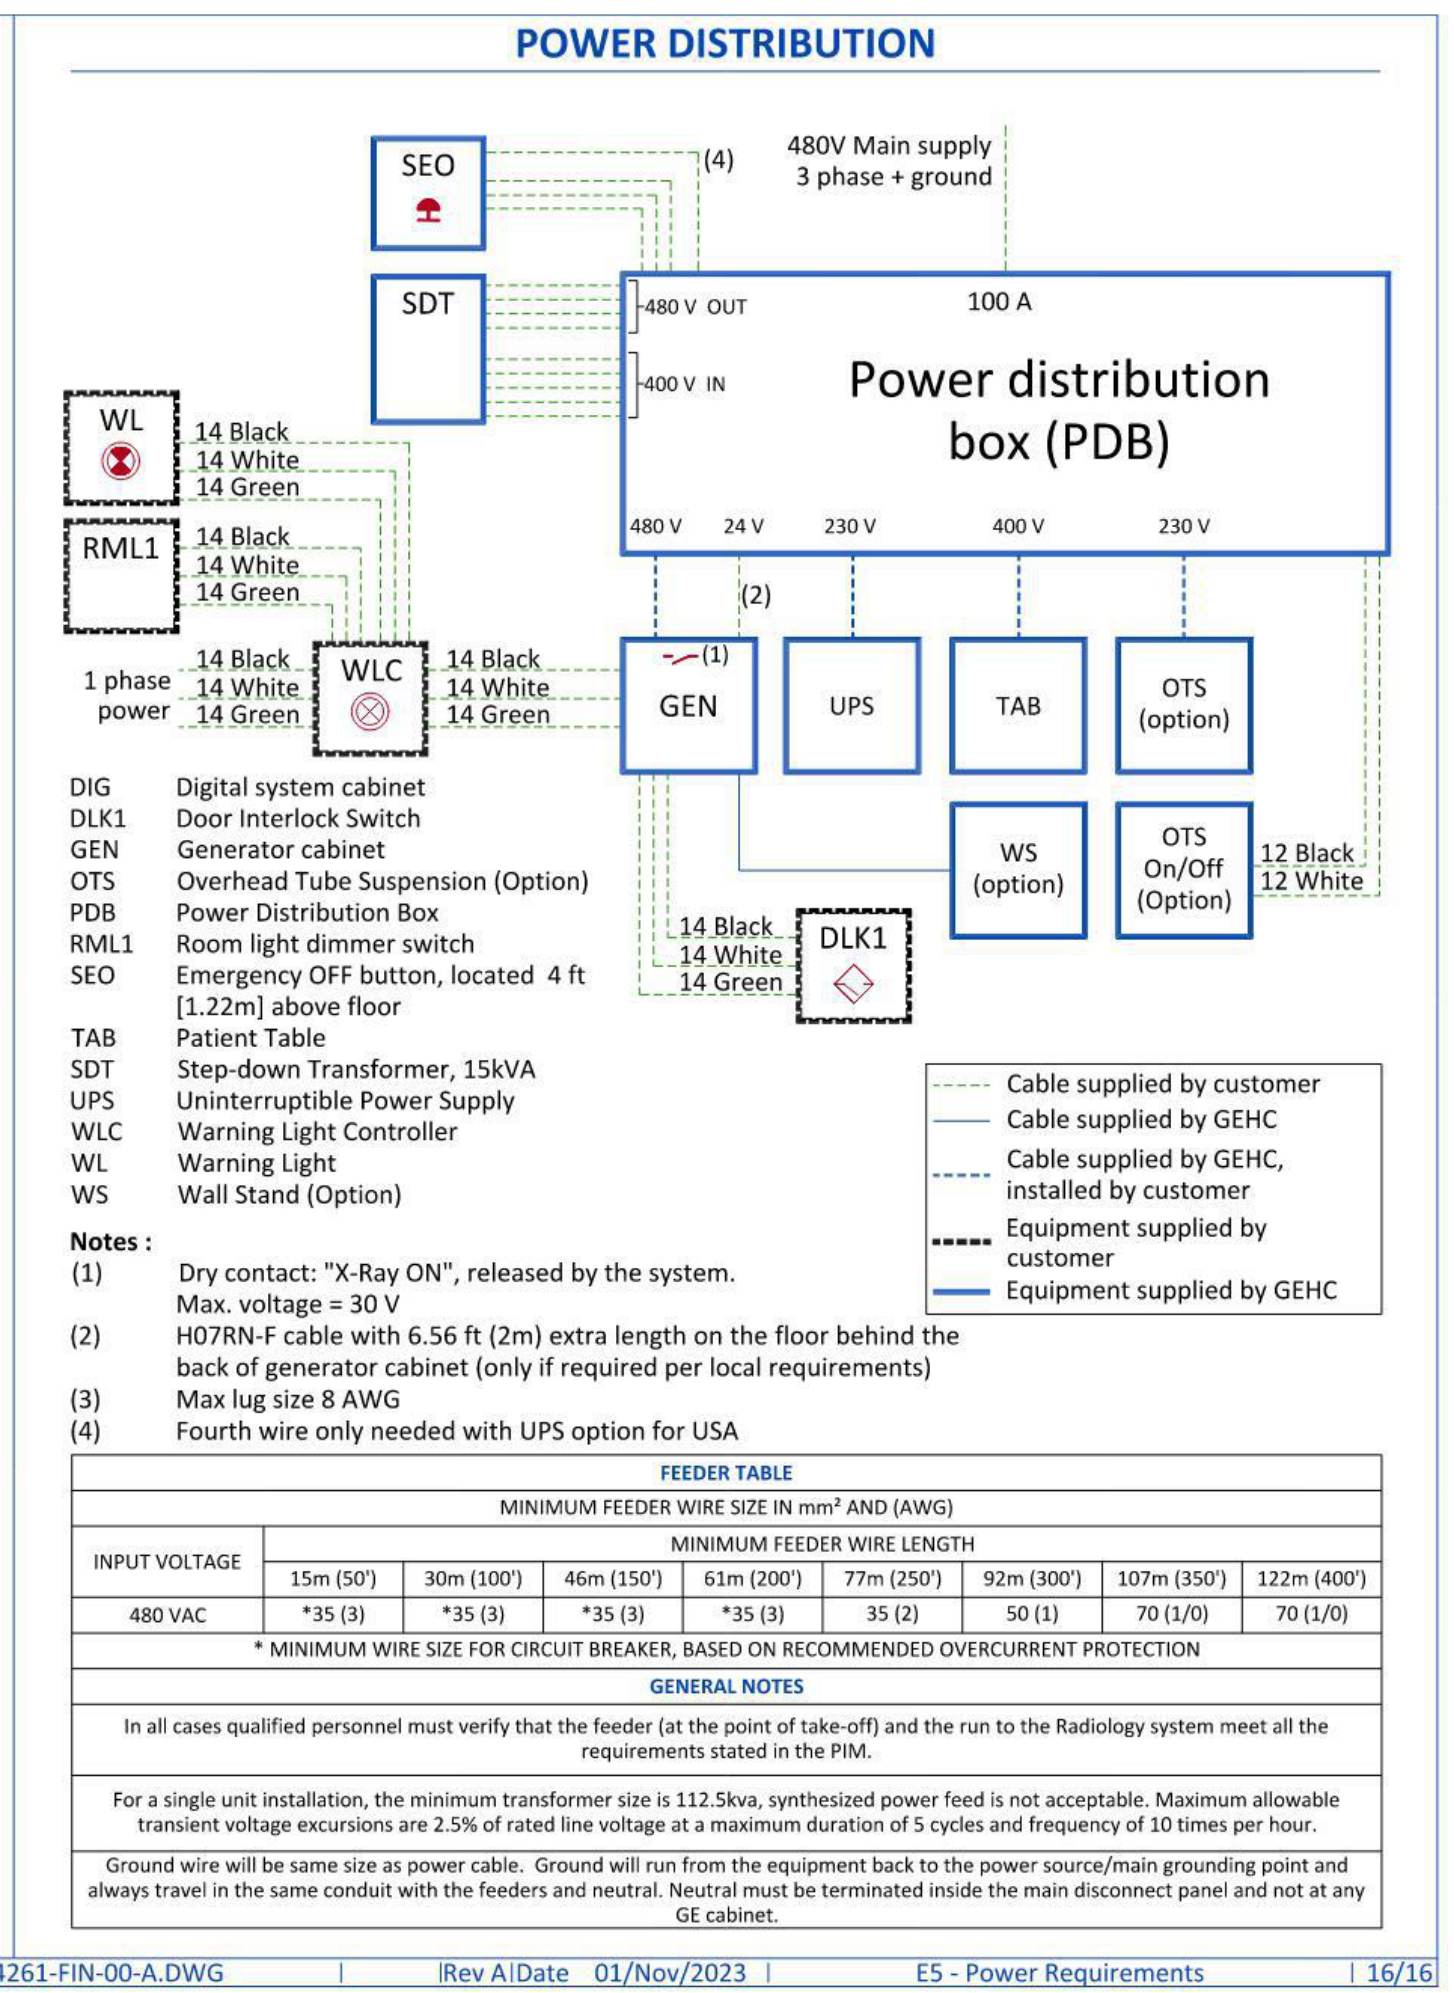 POWER DISTRIBUTION
SEO
(4)
480V Main supply
3 phase + ground
SDT
480 V OUT
400 V IN
100 A
Power distribution
box (PDB)
480 V
24 V
230 V
400 V
230 V
WL
14 Black
14 White
14 Green
RML1
14 Black
14 White
14 Green
(2)
1 phase
power
14 Black
14 White
14 Green
WLC
14 Black
14 White
14 Green
(1)
GEN
UPS
TAB
OTS
(option)
WS
(option)
OTS
On/Off
(Option)
12 Black
12 White
14 Black
14 White
14 Green
DLK1
DIG Digital system cabinet
DLK1 Door Interlock Switch
GEN Generator cabinet
OTS Overhead Tube Suspension (Option)
PDB Power Distribution Box
RML1 Room light dimmer switch
SEO Emergency OFF button, located 4 ft
[1.22m] above floor
TAB Patient Table
SDT Step-down Transformer, 15kVA
UPS Uninterruptible Power Supply
WLC Warning Light Controller
WL Warning Light
WS Wall Stand (Option)
Cable supplied by customer
Cable supplied by GEHC
Cable supplied by GEHC,
installed by customer
Equipment supplied by
customer
Equipment supplied by GEHC
Notes :
(1) Dry contact: "X-Ray ON", released by the system.
Max. voltage = 30 V
(2) H07RN-F cable with 6.56 ft (2m) extra length on the floor behind the
back of generator cabinet (only if required per local requirements)
(3) Max lug size 8 AWG
(4) Fourth wire only needed with UPS option for USA
FEEDER TABLE
MINIMUM FEEDER WIRE SIZE IN mm² AND (AWG)
INPUT VOLTAGE
MINIMUM FEEDER WIRE LENGTH
15m (50') 30m (100') 46m (150') 61m (200') 77m (250') 92m (300') 107m (350') 122m (400')
480 VAC *35 (3) *35 (3) *35 (3) *35 (3) 35 (2) 50 (1) 70 (1/0) 70 (1/0)
* MINIMUM WIRE SIZE FOR CIRCUIT BREAKER, BASED ON RECOMMENDED OVERCURRENT PROTECTION
GENERAL NOTES
In all cases qualified personnel must verify that the feeder (at the point of take-off) and the run to the Radiology system meet all the
requirements stated in the PIM.
For a single unit installation, the minimum transformer size is 112.5kva, synthesized power feed is not acceptable. Maximum allowable
transient voltage excursions are 2.5% of rated line voltage at a maximum duration of 5 cycles and frequency of 10 times per hour.
Ground wire will be same size as power cable. Ground will run from the equipment back to the power source/main grounding point and
always travel in the same conduit with the feeders and neutral. Neutral must be terminated inside the main disconnect panel and not at any
GE cabinet.
4261-FIN-00-A.DWG | |Rev A|Date 01/Nov/2023 | E5 - Power Requirements | 16/16